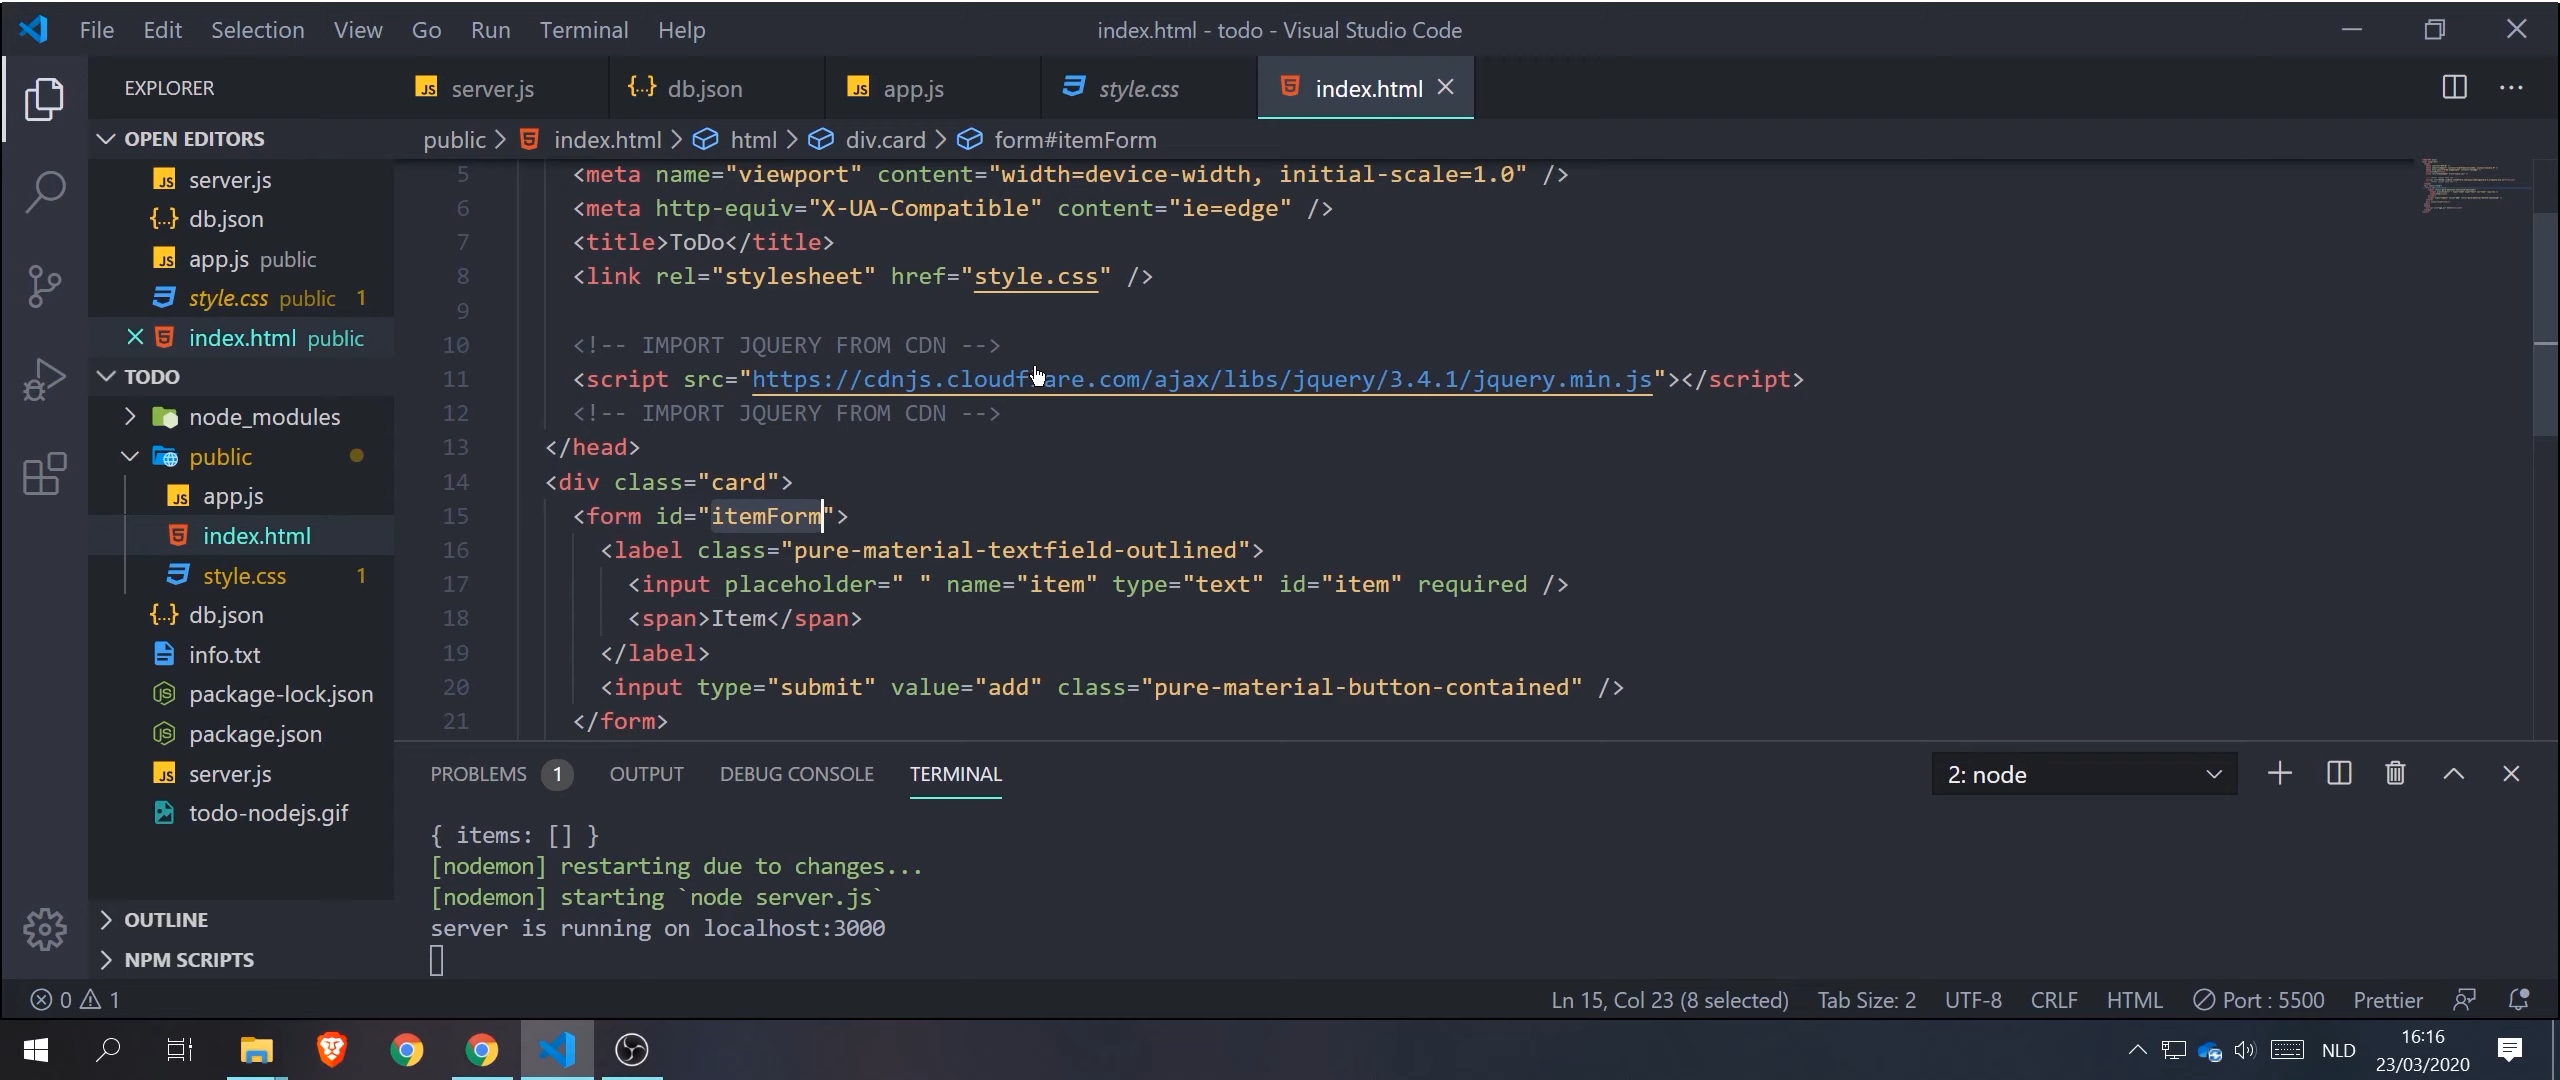 File Edit Selection View Go Run Terminal Help index.html - todo - Visual Studio Code
EXPLORER
OPEN EDITORS
JS server.js
{..} db.json
JS app.js public
style.css public 1
index.html public
TODO
node_modules
public
JS app.js
index.html
style.css 1
{..} db.json
info.txt
package-lock.json
package.json
JS server.js
todo-nodejs.gif
OUTLINE
NPM SCRIPTS
JS server.js {..} db.json JS app.js style.css index.html
public > index.html > html > div.card > form#itemForm
5 <meta name="viewport" content="width=device-width, initial-scale=1.0" />
6 <meta http-equiv="X-UA-Compatible" content="ie=edge" />
7 <title>ToDo</title>
8 <link rel="stylesheet" href="style.css" />
9
10 <!-- IMPORT JQUERY FROM CDN -->
11 <script src="https://cdnjs.cloudflare.com/ajax/libs/jquery/3.4.1/jquery.min.js"></script>
12 <!-- IMPORT JQUERY FROM CDN -->
13 </head>
14 <div class="card">
15 <form id="itemForm">
16 <label class="pure-material-textfield-outlined">
17 <input placeholder=" " name="item" type="text" id="item" required />
18 <span>Item</span>
19 </label>
20 <input type="submit" value="add" class="pure-material-button-contained" />
21 </form>
PROBLEMS 1 OUTPUT DEBUG CONSOLE TERMINAL 2: node
{ items: [] }
[nodemon] restarting due to changes...
[nodemon] starting `node server.js`
server is running on localhost:3000
0 1 Ln 15, Col 23 (8 selected) Tab Size: 2 UTF-8 CRLF HTML Port : 5500 Prettier
NLD
16:16
23/03/2020